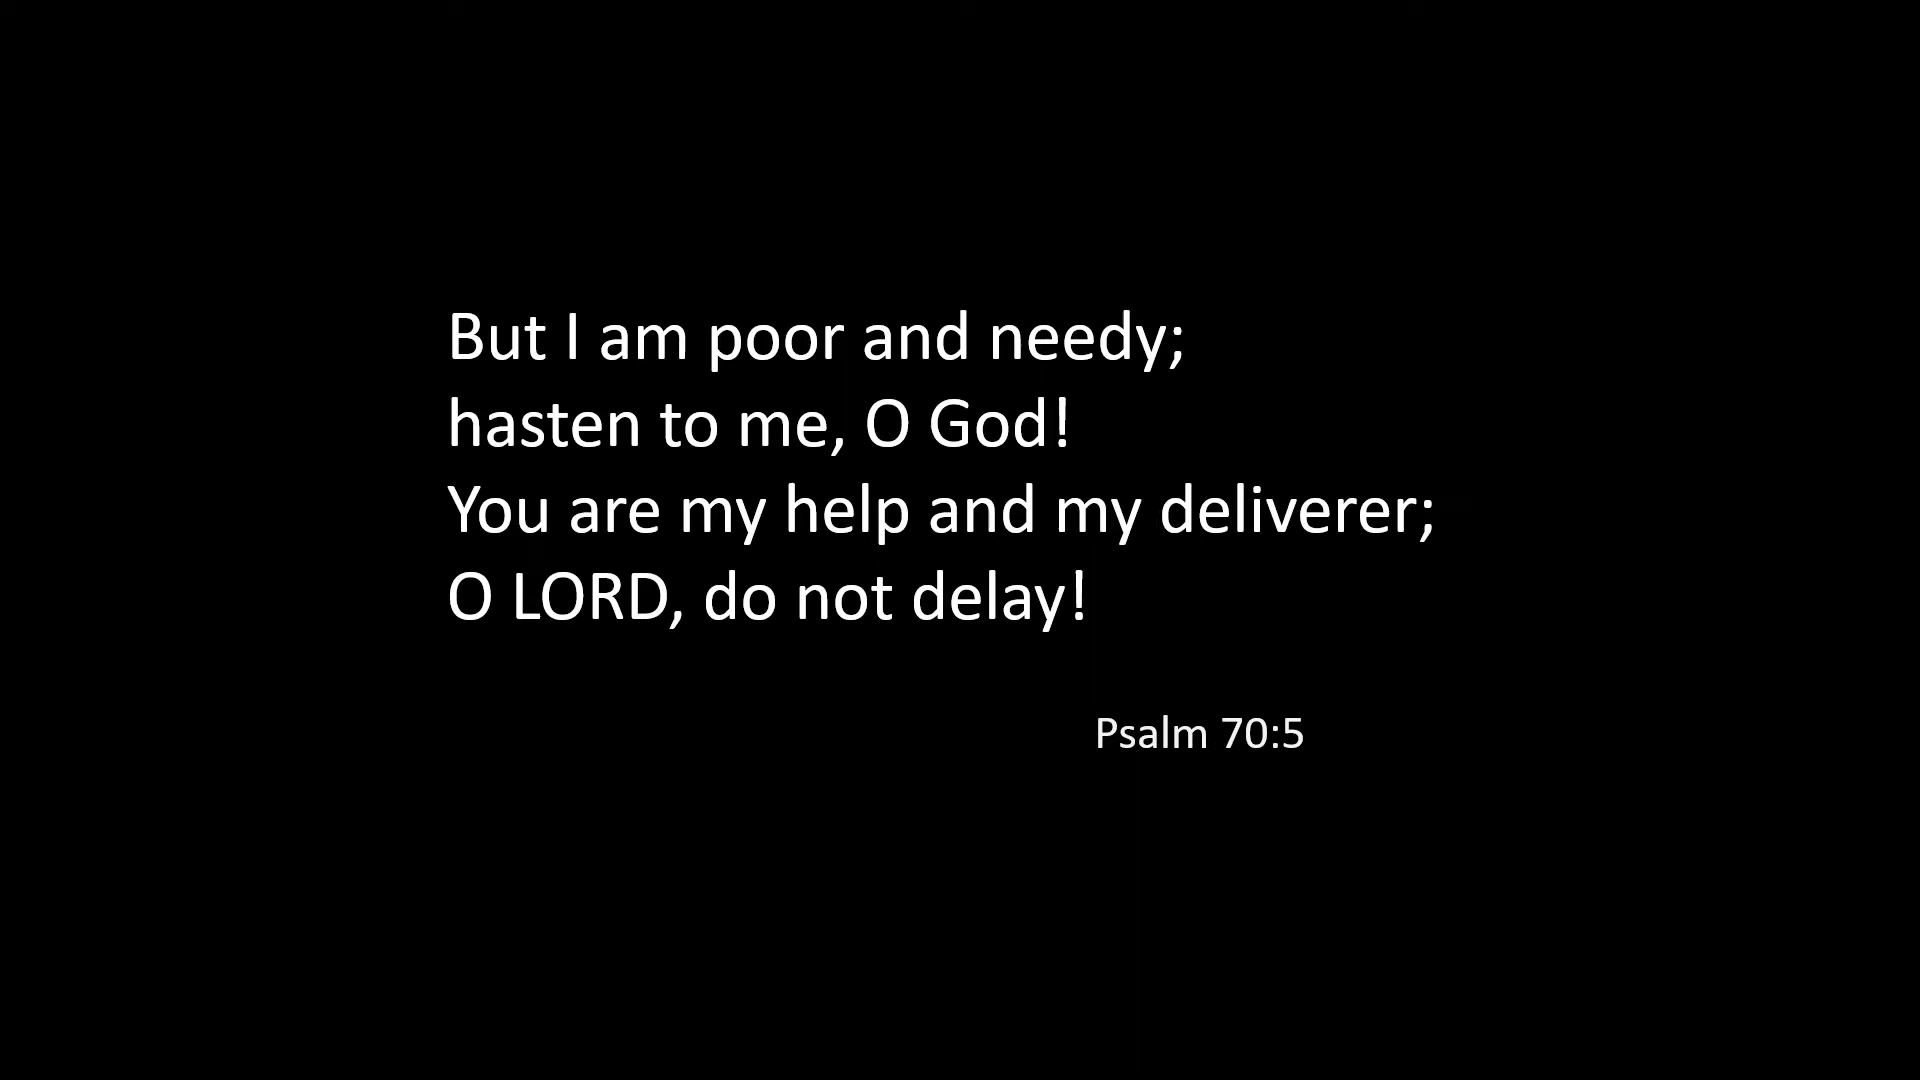 But I am poor and needy;
hasten to me, O God!
You are my help and my deliverer;
O LORD, do not delay!
Psalm 70:5